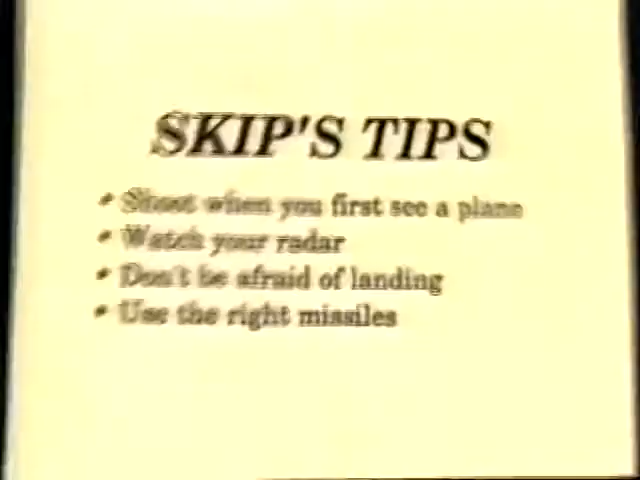 SKIP'S TIPS
• Shoot when you first see a plane
• Watch your radar
• Don't be afraid of landing
• Use the right missiles